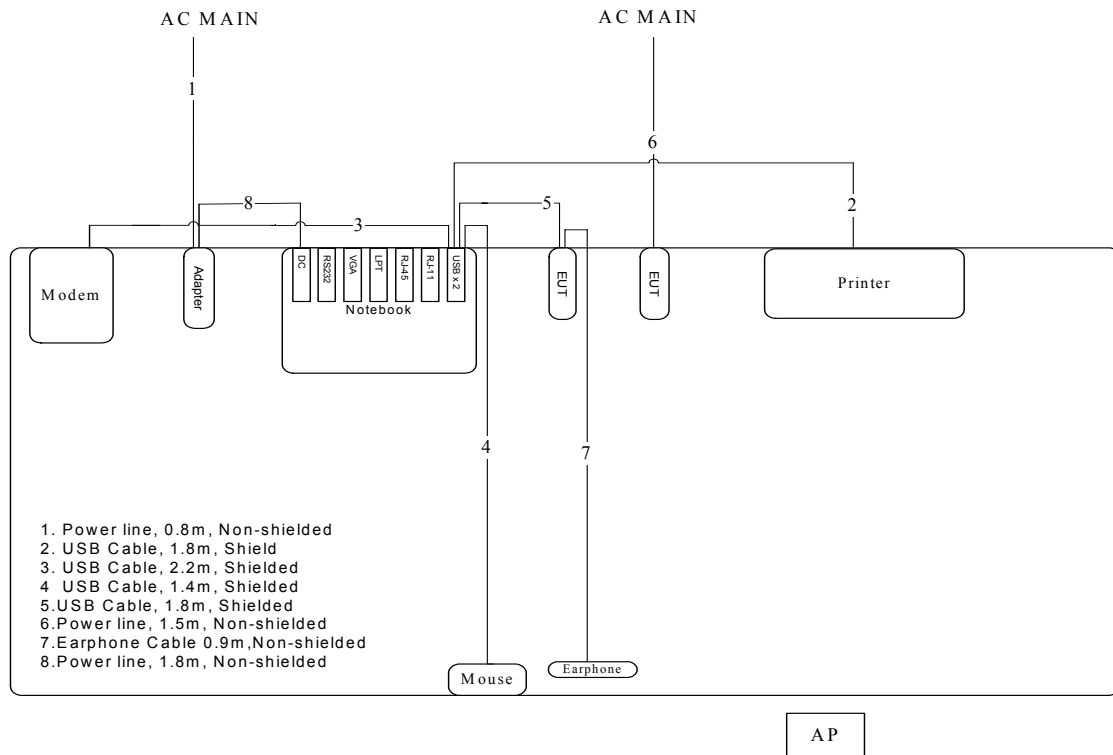 AC MAIN
AC MAIN
1
6
8
3
5
2
Modem
Adapter
DC
RS232
VGA
LPT
RJ-45
RJ-11
USB x 2
Notebook
EUT
EUT
Printer
4
7
1. Power line, 0.8m, Non-shielded
2. USB Cable, 1.8m, Shield
3. USB Cable, 2.2m, Shielded
4 USB Cable, 1.4m, Shielded
5.USB Cable, 1.8m, Shielded
6.Power line, 1.5m, Non-shielded
7.Earphone Cable 0.9m,Non-shielded
8.Power line, 1.8m, Non-shielded
Mouse
Earphone
AP